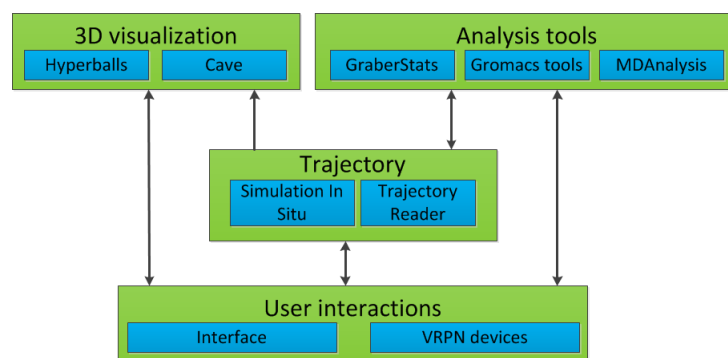 3D visualization
Hyperballs
Cave
Analysis tools
GraberStats
Gromacs tools
MDAnalysis
Trajectory
Simulation In
Situ
Trajectory
Reader
User interactions
Interface
VRPN devices